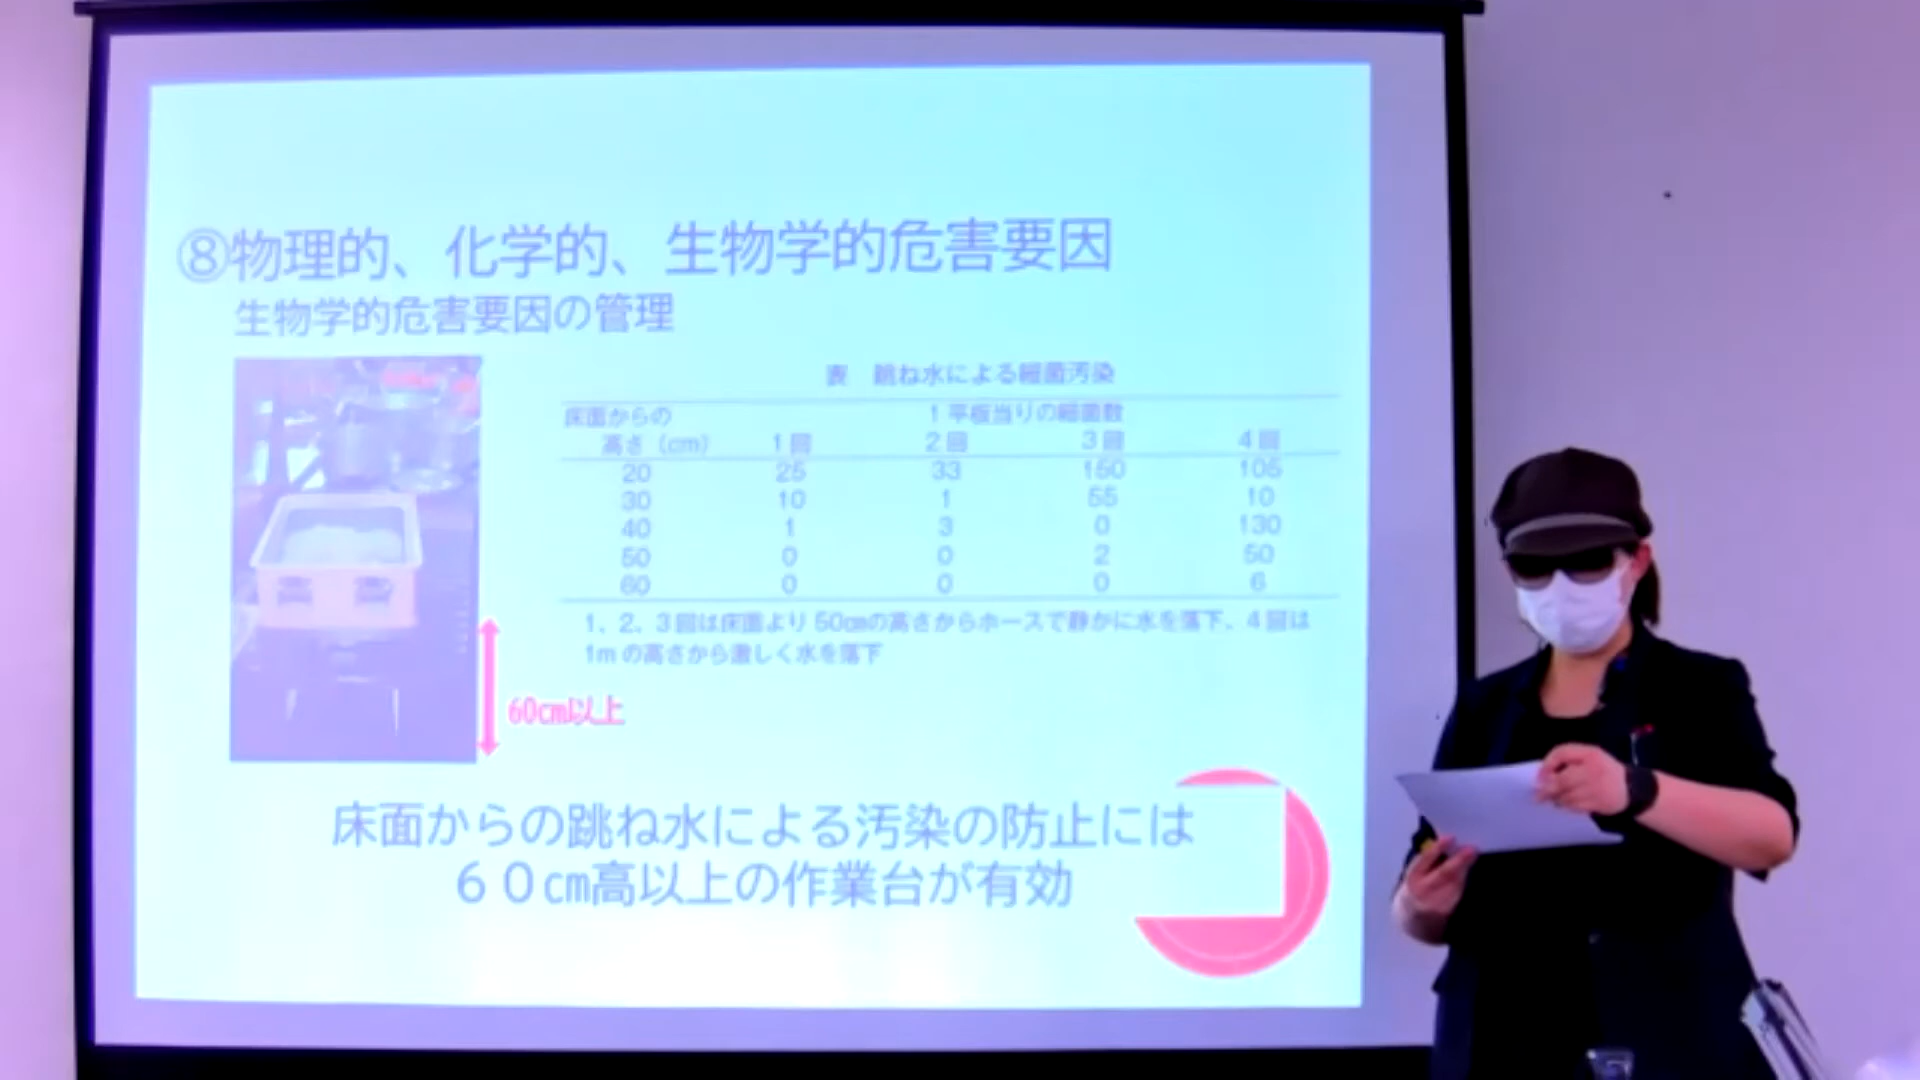 ⑧物理的、化学的、生物学的危害要因
生物学的危害要因の管理
表 跳ね水による細菌汚染
床面からの 1平板当りの細菌数
高さ（cm） 1回 2回 3回 4回
20 25 33 150 105
30 10 1 55 10
40 1 3 0 130
50 0 0 2 50
60 0 0 0 6
1、2、3回は床面より50㎝の高さからホースで静かに水を落下、4回は
1mの高さから激しく水を落下
60㎝以上
床面からの跳ね水による汚染の防止には
６０㎝高以上の作業台が有効